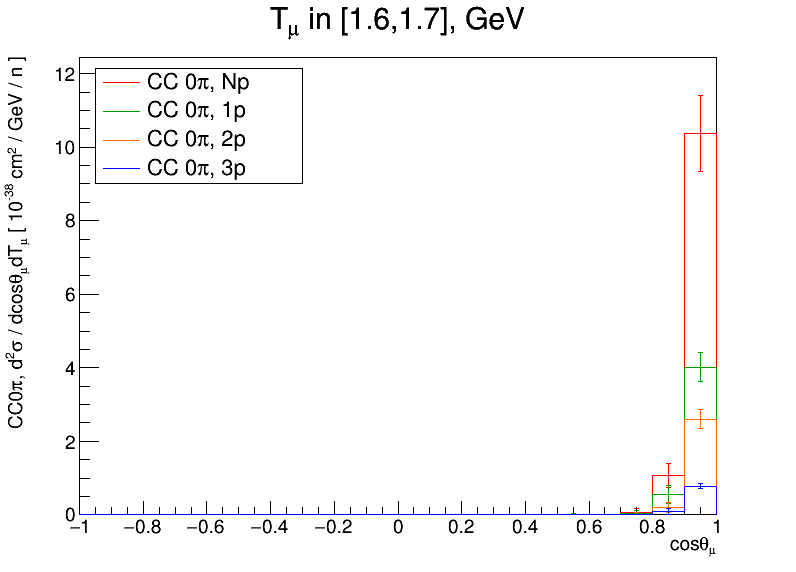 T_μ in [1.6,1.7], GeV
CC0π, d²σ / dcosθ_μdT_μ [ 10⁻³⁸ cm² / GeV / n ]
CC 0π, Np
CC 0π, 1p
CC 0π, 2p
CC 0π, 3p
12
10
8
6
4
2
0
−1 −0.8 −0.6 −0.4 −0.2 0 0.2 0.4 0.6 0.8 1
cosθ_μ